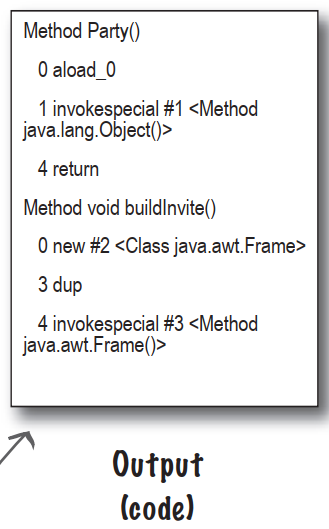 Method Party()
0 aload_0
1 invokespecial #1 <Method
java.lang.Object()>
4 return
Method void buildInvite()
0 new #2 <Class java.awt.Frame>
3 dup
4 invokespecial #3 <Method
java.awt.Frame()>
Output
(code)